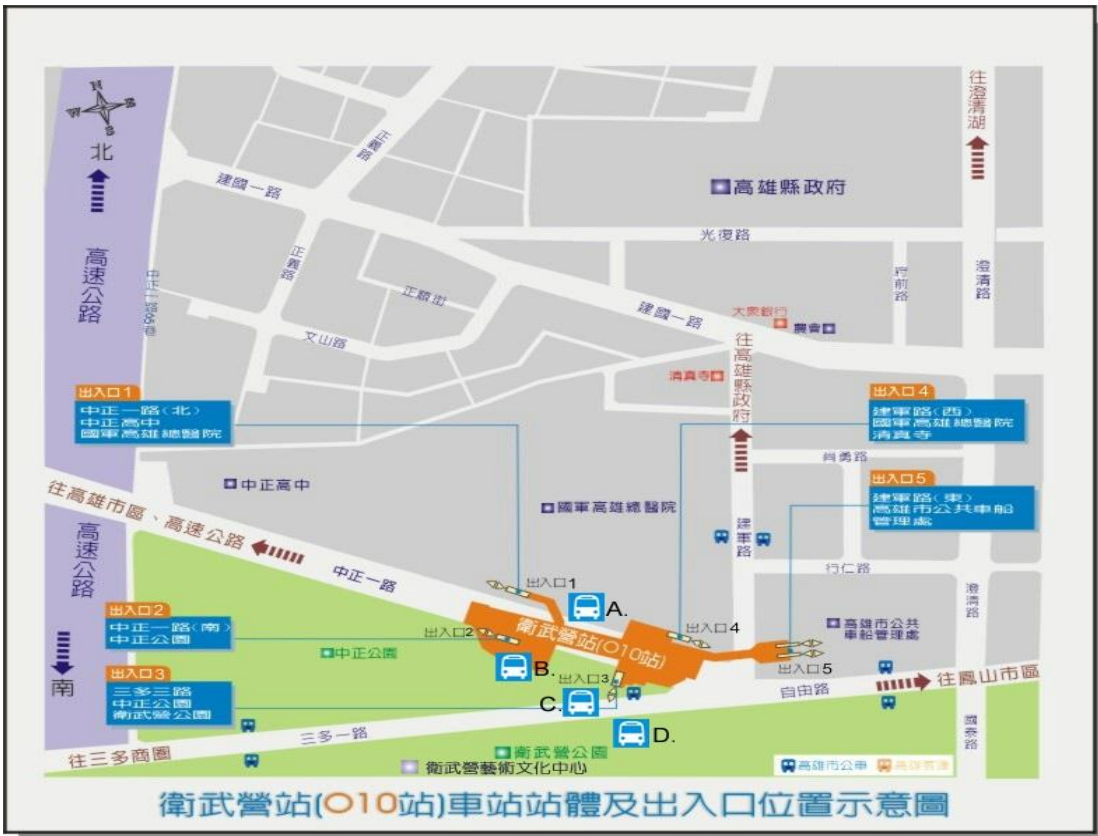 N
W E
S
北
高速公路
中正一路66巷
建國一路
正義路
正義路
往澄清湖
高雄縣政府
光復路
府前路
澄清路
正順街
文山路
建國一路
大眾銀行
農會
清真寺
往高雄縣政府
出入口1
中正一路(北)
中正高中
國軍高雄總醫院
出入口4
建軍路(西)
國軍高雄總醫院
清真寺
肖勇路
出入口5
建軍路(東)
高雄市公共車船
管理處
中正高中
國軍高雄總醫院
往高雄市區、高速公路
中正一路
建軍路
行仁路
高速公路
南
出入口2
中正一路(南)
中正公園
出入口3
三多三路
中正公園
衛武營公園
出入口1
A.
出入口2
衛武營站(O10站)
出入口4
出入口5
高雄市公共
車船管理處
澄清路
中正公園
B.
出入口3
C.
D.
自由路
往鳳山市區
國泰路
三多一路
往三多商圈
衛武營公園
衛武營藝術文化中心
高雄市公車
高雄客運
衛武營站(O10站)車站站體及出入口位置示意圖